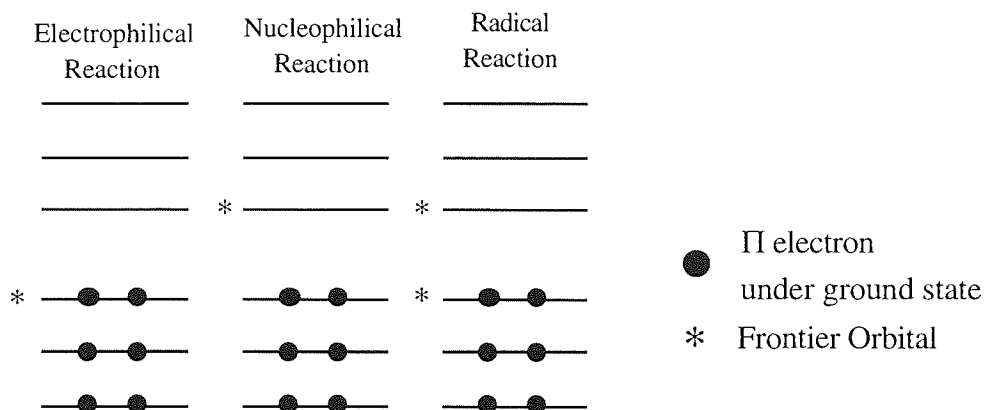 Electrophilical
Reaction
Nucleophilical
Reaction
Radical
Reaction
*
*
*
*
Π electron
under ground state
* Frontier Orbital